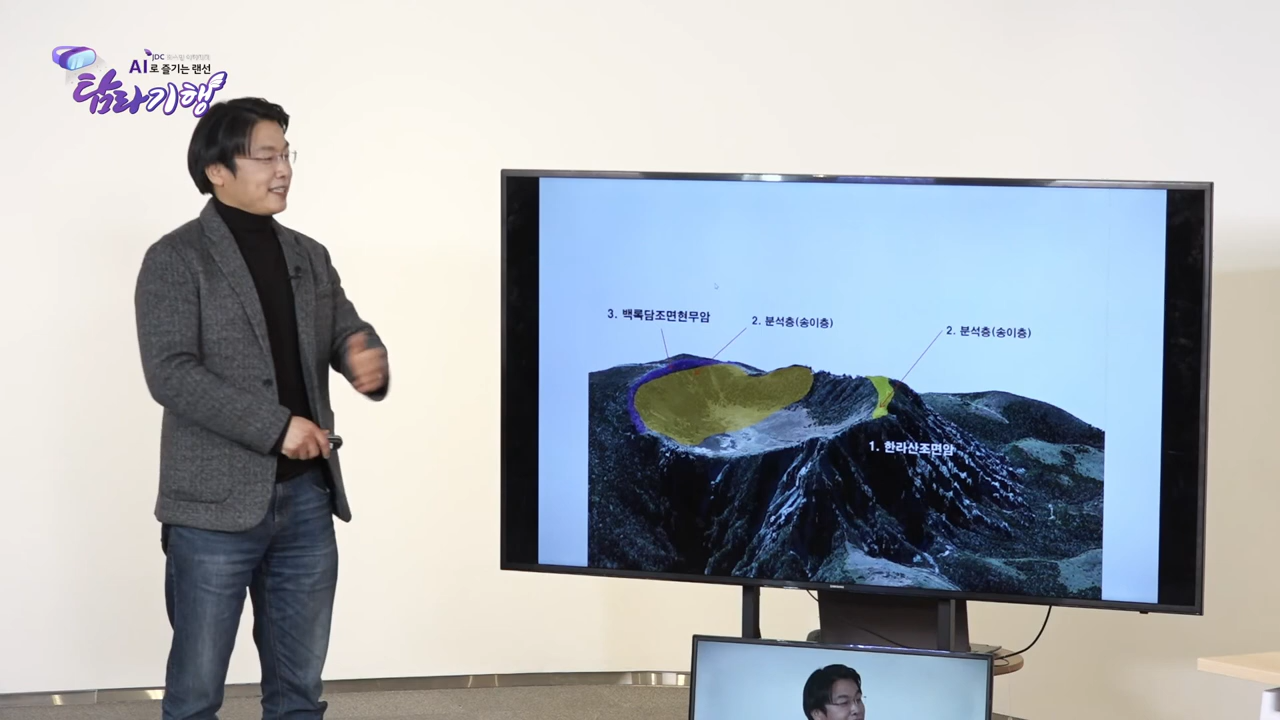 JDC
AI로 즐기는 랜선
탐라기행
3. 백록담조면현무암
2. 분석층(송이층)
2. 분석층(송이층)
1. 한라산조면암
SAMSUNG